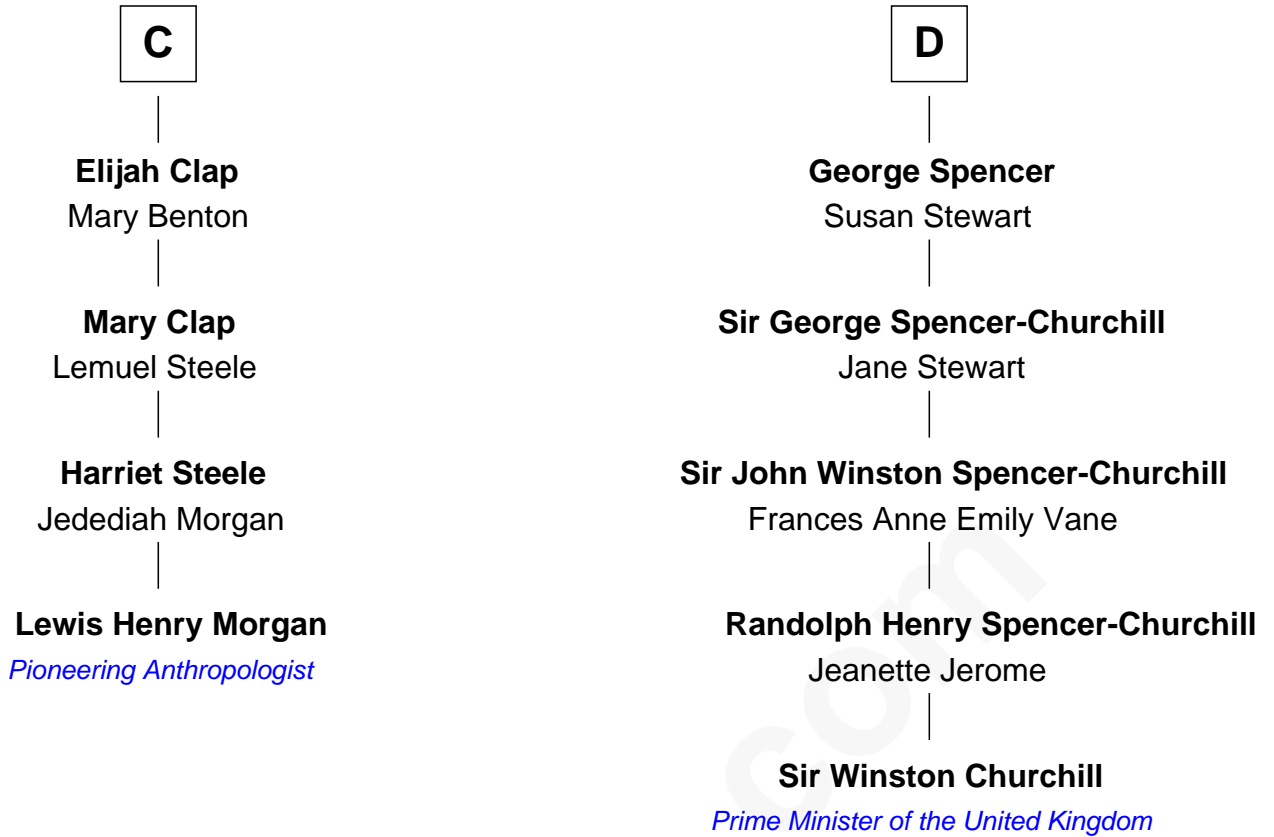 C
Elijah Clap
Mary Benton
Mary Clap
Lemuel Steele
Harriet Steele
Jedediah Morgan
Lewis Henry Morgan
Pioneering Anthropologist
D
George Spencer
Susan Stewart
Sir George Spencer-Churchill
Jane Stewart
Sir John Winston Spencer-Churchill
Frances Anne Emily Vane
Randolph Henry Spencer-Churchill
Jeanette Jerome
Sir Winston Churchill
Prime Minister of the United Kingdom
com